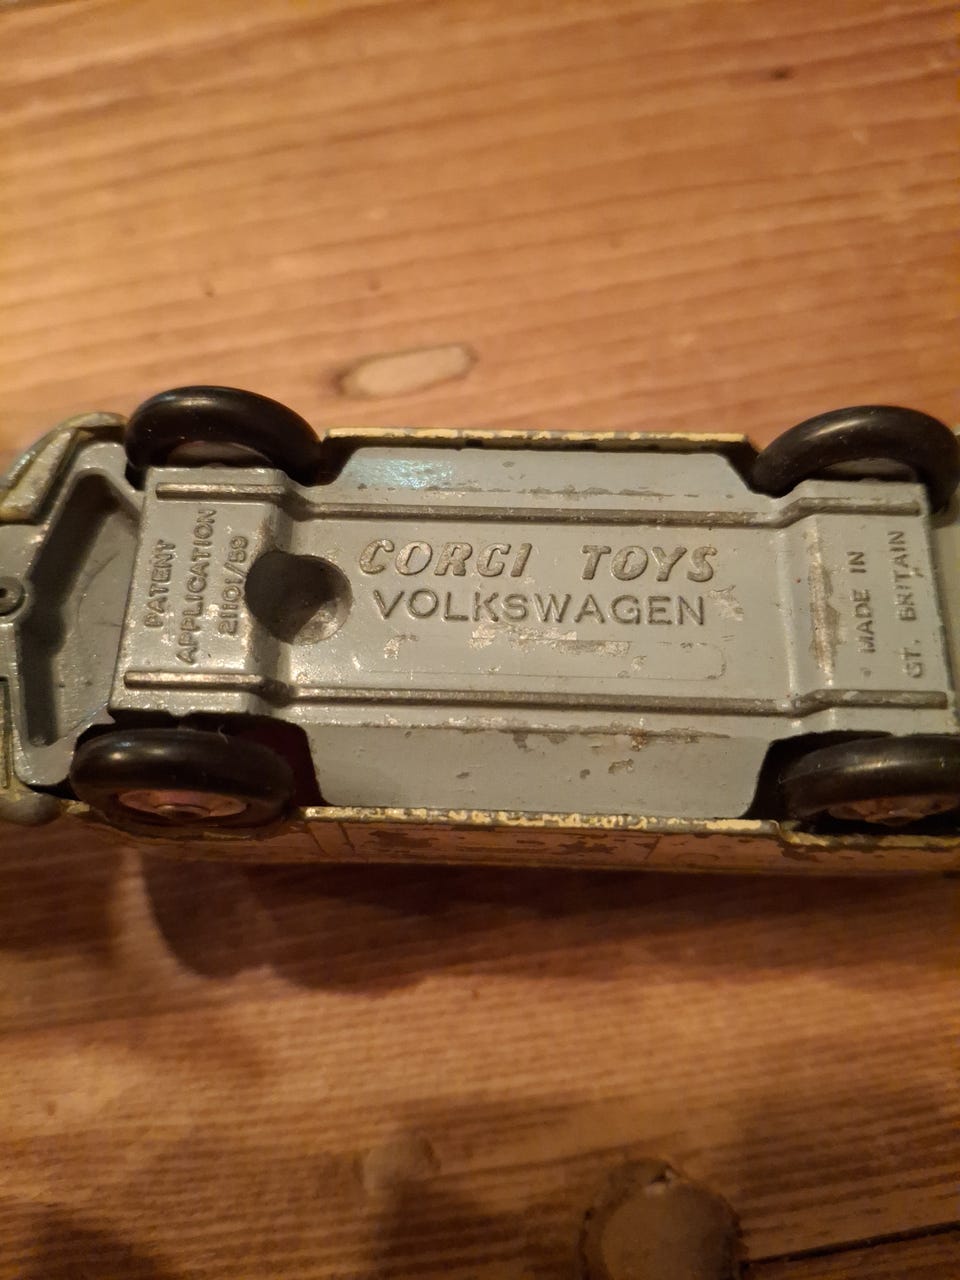 PATENT
APPLICATION
21101/59
CORGI TOYS
VOLKSWAGEN
MADE IN
GT. BRITAIN